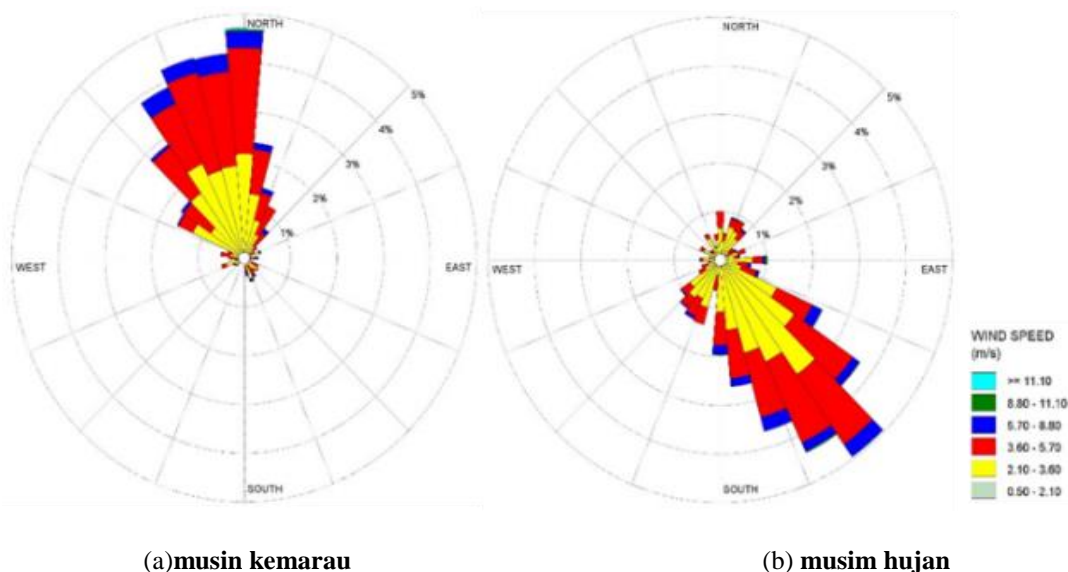 NORTH
5%
4%
3%
2%
1%
WEST
EAST
SOUTH
NORTH
5%
4%
3%
2%
1%
WEST
EAST
SOUTH
WIND SPEED
(m/s)
>= 11.10
8.80 - 11.10
5.70 - 8.80
3.60 - 5.70
2.10 - 3.60
0.50 - 2.10
(a)musin kemarau
(b) musim hujan